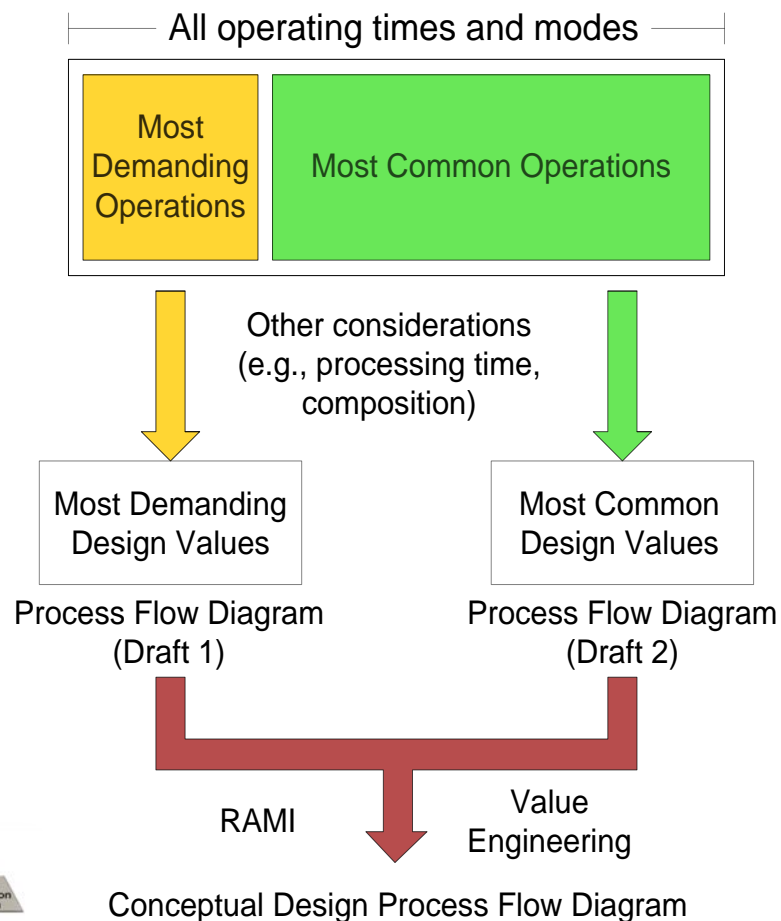 All operating times and modes
Most
Demanding
Operations
Most Common Operations
Other considerations
(e.g., processing time,
composition)
Most Demanding
Design Values
Most Common
Design Values
Process Flow Diagram
(Draft 1)
Process Flow Diagram
(Draft 2)
RAMI
Value
Engineering
Conceptual Design Process Flow Diagram